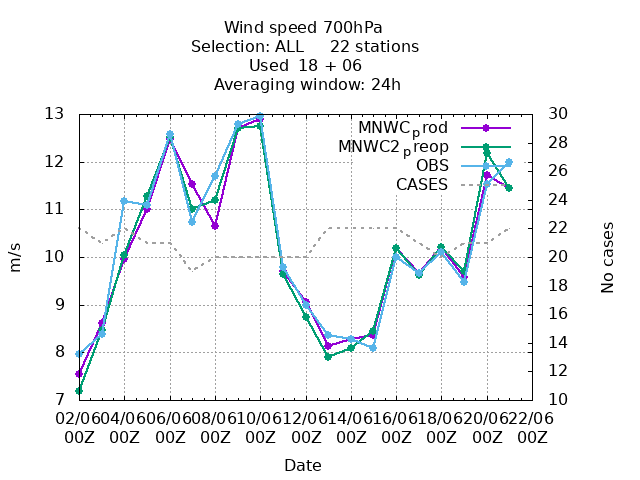 Wind speed 700hPa
Selection: ALL 22 stations
Used 18 + 06
Averaging window: 24h
MNWC_prod
MNWC2_preop
OBS
CASES
m/s
13
12
11
10
9
8
7
No cases
30
28
26
24
22
20
18
16
14
12
10
02/06 04/06 06/06 08/06 10/06 12/06 14/06 16/06 18/06 20/06 22/06
00Z 00Z 00Z 00Z 00Z 00Z 00Z 00Z 00Z 00Z 00Z
Date